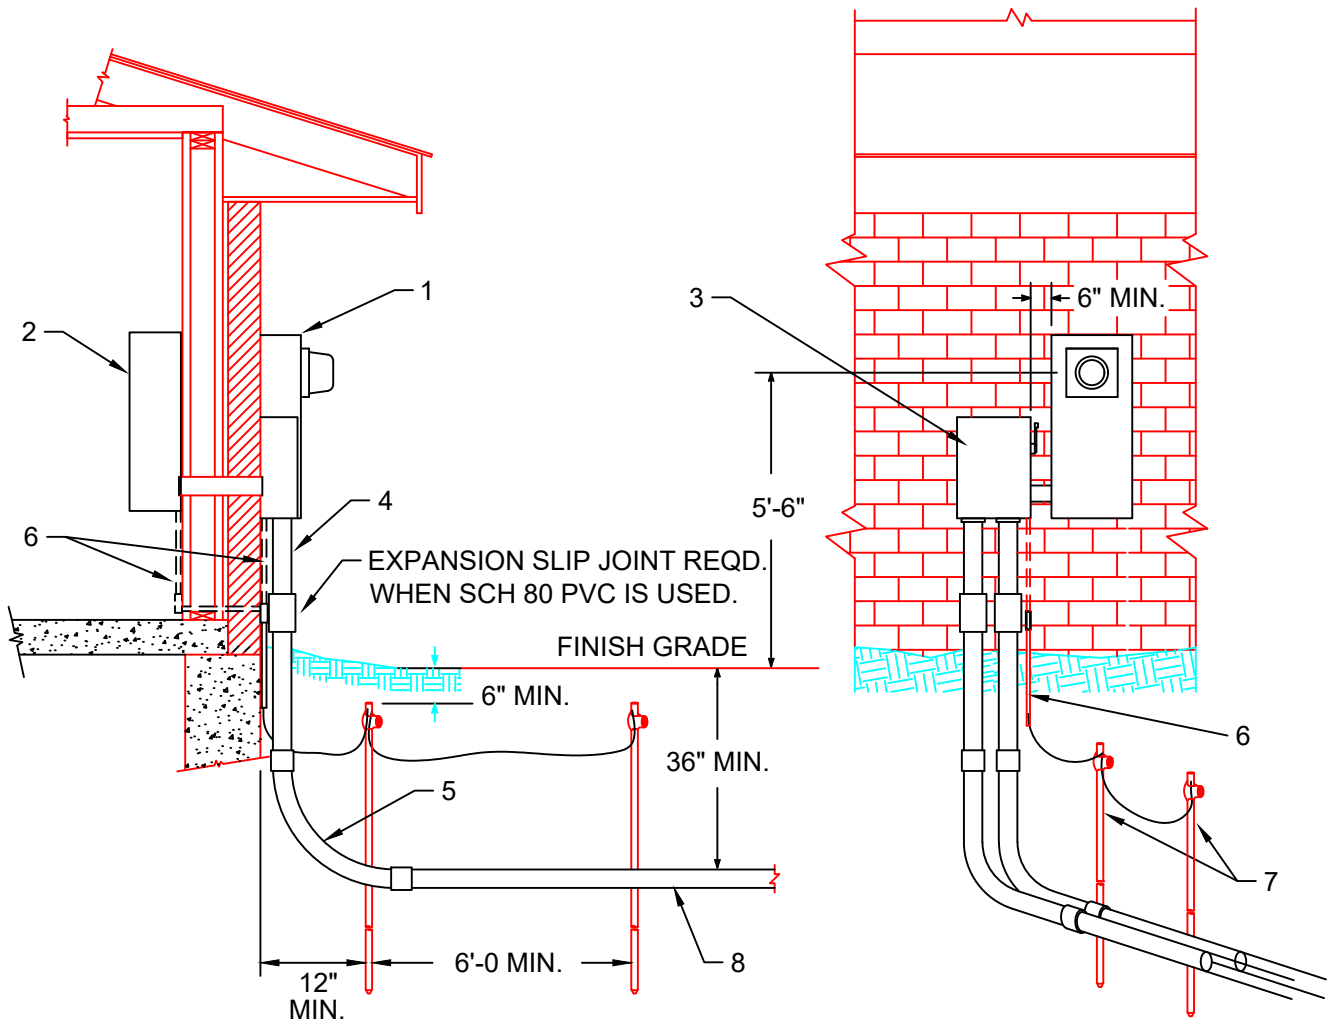 1
2
3
6" MIN.
4
5'-6"
6
EXPANSION SLIP JOINT REQD.
WHEN SCH 80 PVC IS USED.
FINISH GRADE
6" MIN.
36" MIN.
6
5
7
8
6'-0 MIN.
12"
MIN.